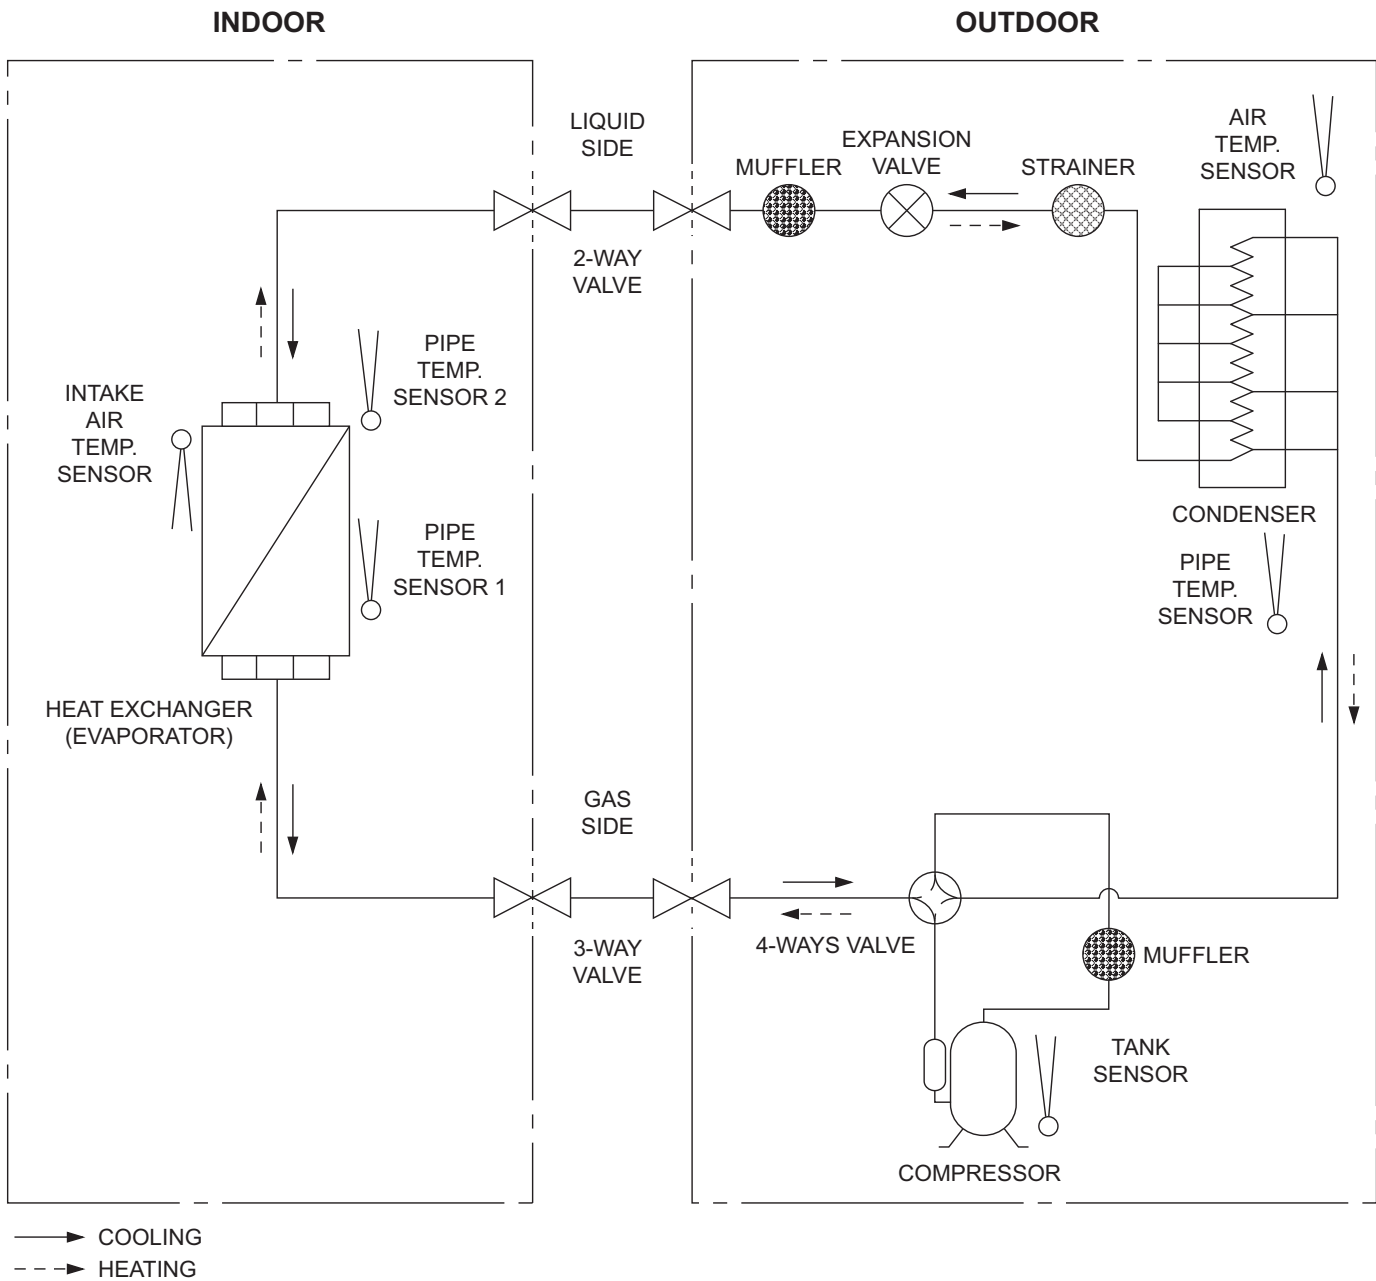 INDOOR
OUTDOOR
LIQUID
SIDE
MUFFLER
EXPANSION
VALVE
STRAINER
AIR
TEMP.
SENSOR
2-WAY
VALVE
PIPE
TEMP.
SENSOR 2
INTAKE
AIR
TEMP.
SENSOR
PIPE
TEMP.
SENSOR 1
CONDENSER
PIPE
TEMP.
SENSOR
HEAT EXCHANGER
(EVAPORATOR)
GAS
SIDE
3-WAY
VALVE
4-WAYS VALVE
MUFFLER
TANK
SENSOR
COMPRESSOR
COOLING
HEATING